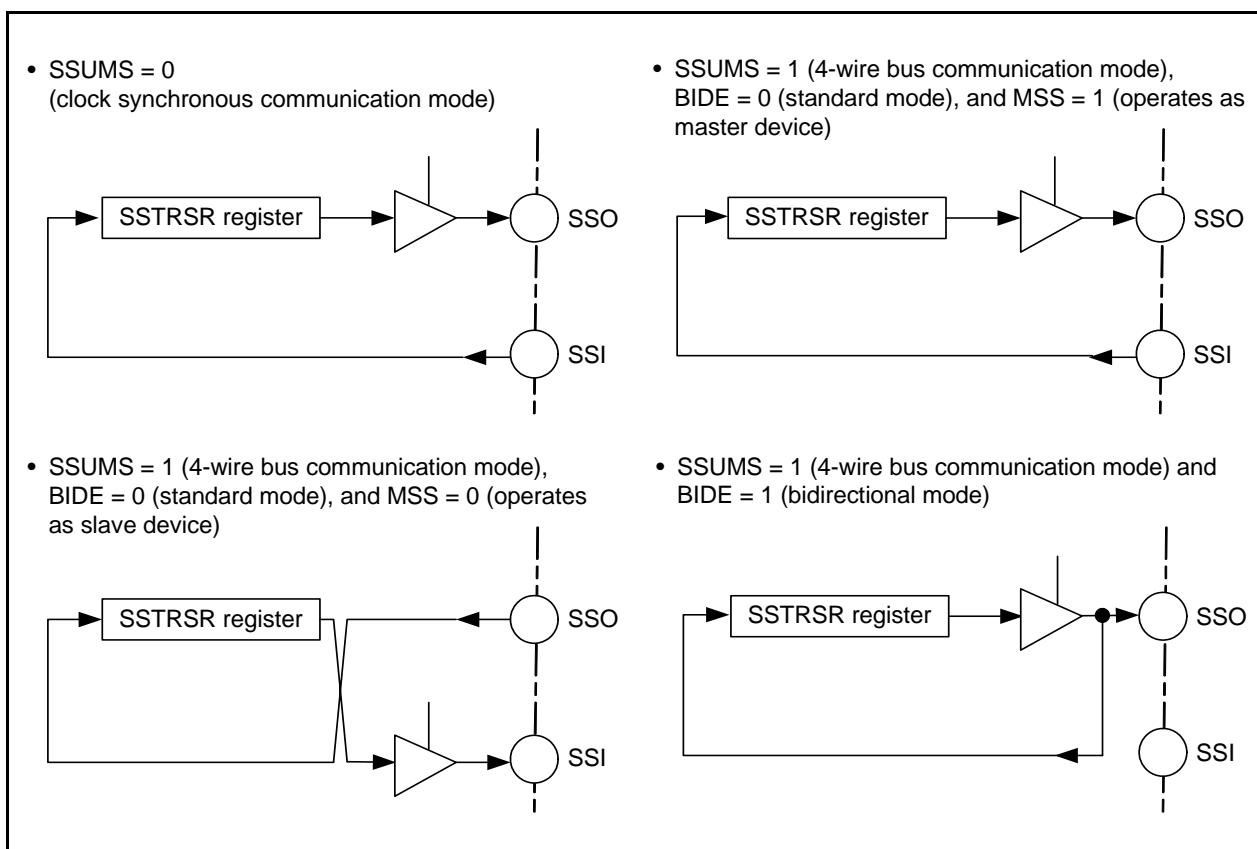 • SSUMS = 0
(clock synchronous communication mode)
SSTRSR register
SSO
SSI
• SSUMS = 1 (4-wire bus communication mode),
BIDE = 0 (standard mode), and MSS = 1 (operates as
master device)
SSTRSR register
SSO
SSI
• SSUMS = 1 (4-wire bus communication mode),
BIDE = 0 (standard mode), and MSS = 0 (operates
as slave device)
SSTRSR register
SSO
SSI
• SSUMS = 1 (4-wire bus communication mode) and
BIDE = 1 (bidirectional mode)
SSTRSR register
SSO
SSI